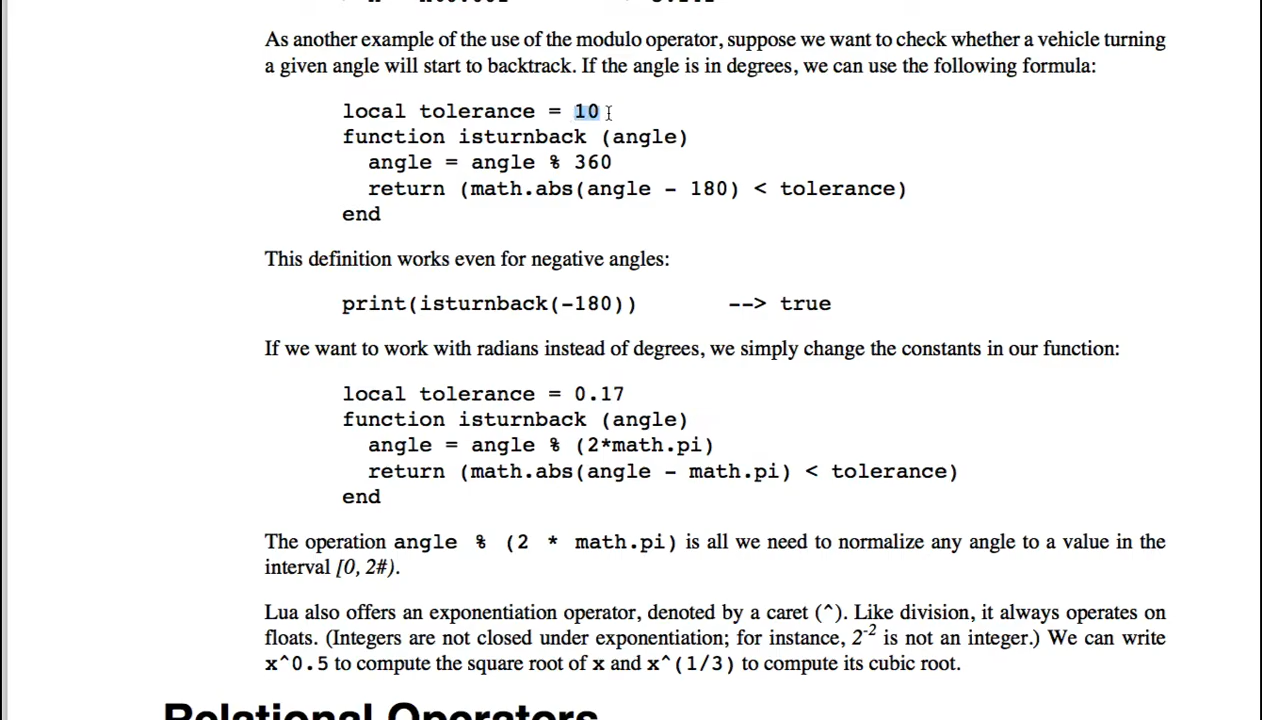 As another example of the use of the modulo operator, suppose we want to check whether a vehicle turning
a given angle will start to backtrack. If the angle is in degrees, we can use the following formula:
local tolerance = 10
function isturnback (angle)
  angle = angle % 360
  return (math.abs(angle - 180) < tolerance)
end
This definition works even for negative angles:
print(isturnback(-180))       --> true
If we want to work with radians instead of degrees, we simply change the constants in our function:
local tolerance = 0.17
function isturnback (angle)
  angle = angle % (2*math.pi)
  return (math.abs(angle - math.pi) < tolerance)
end
The operation angle % (2 * math.pi) is all we need to normalize any angle to a value in the
interval [0, 2#).
Lua also offers an exponentiation operator, denoted by a caret (^). Like division, it always operates on
floats. (Integers are not closed under exponentiation; for instance, 2^-2 is not an integer.) We can write
x^0.5 to compute the square root of x and x^(1/3) to compute its cubic root.
Relational Operators